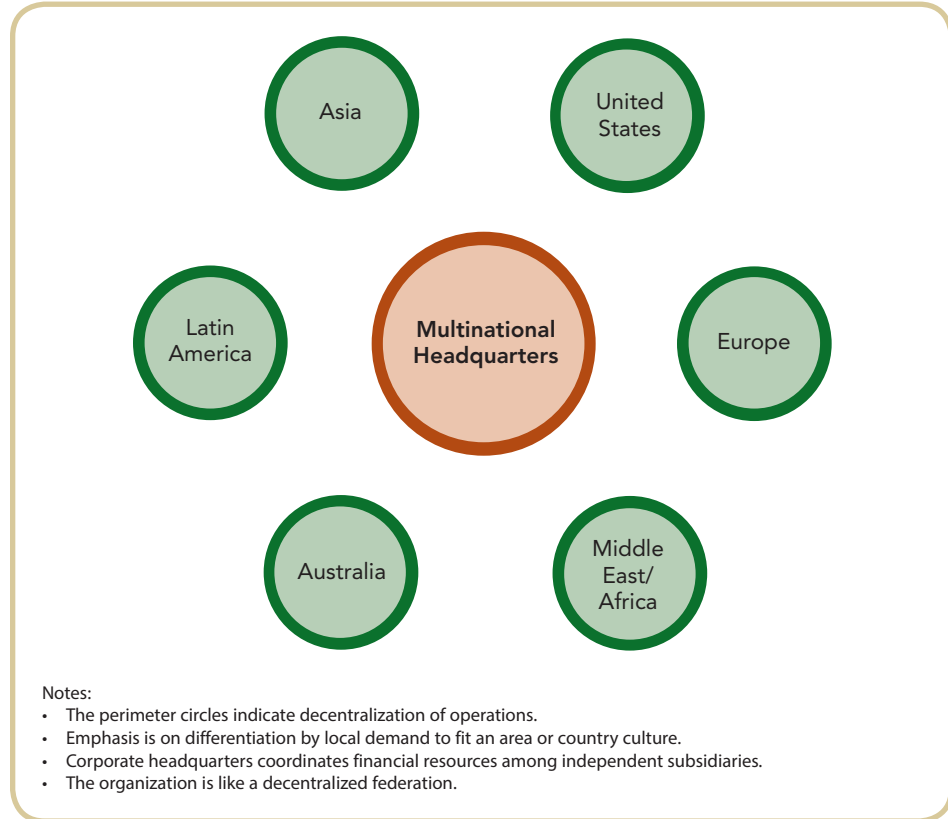 Asia
United
States
Latin
America
Multinational
Headquarters
Europe
Australia
Middle
East/
Africa
Notes:
• The perimeter circles indicate decentralization of operations.
• Emphasis is on differentiation by local demand to fit an area or country culture.
• Corporate headquarters coordinates financial resources among independent subsidiaries.
• The organization is like a decentralized federation.